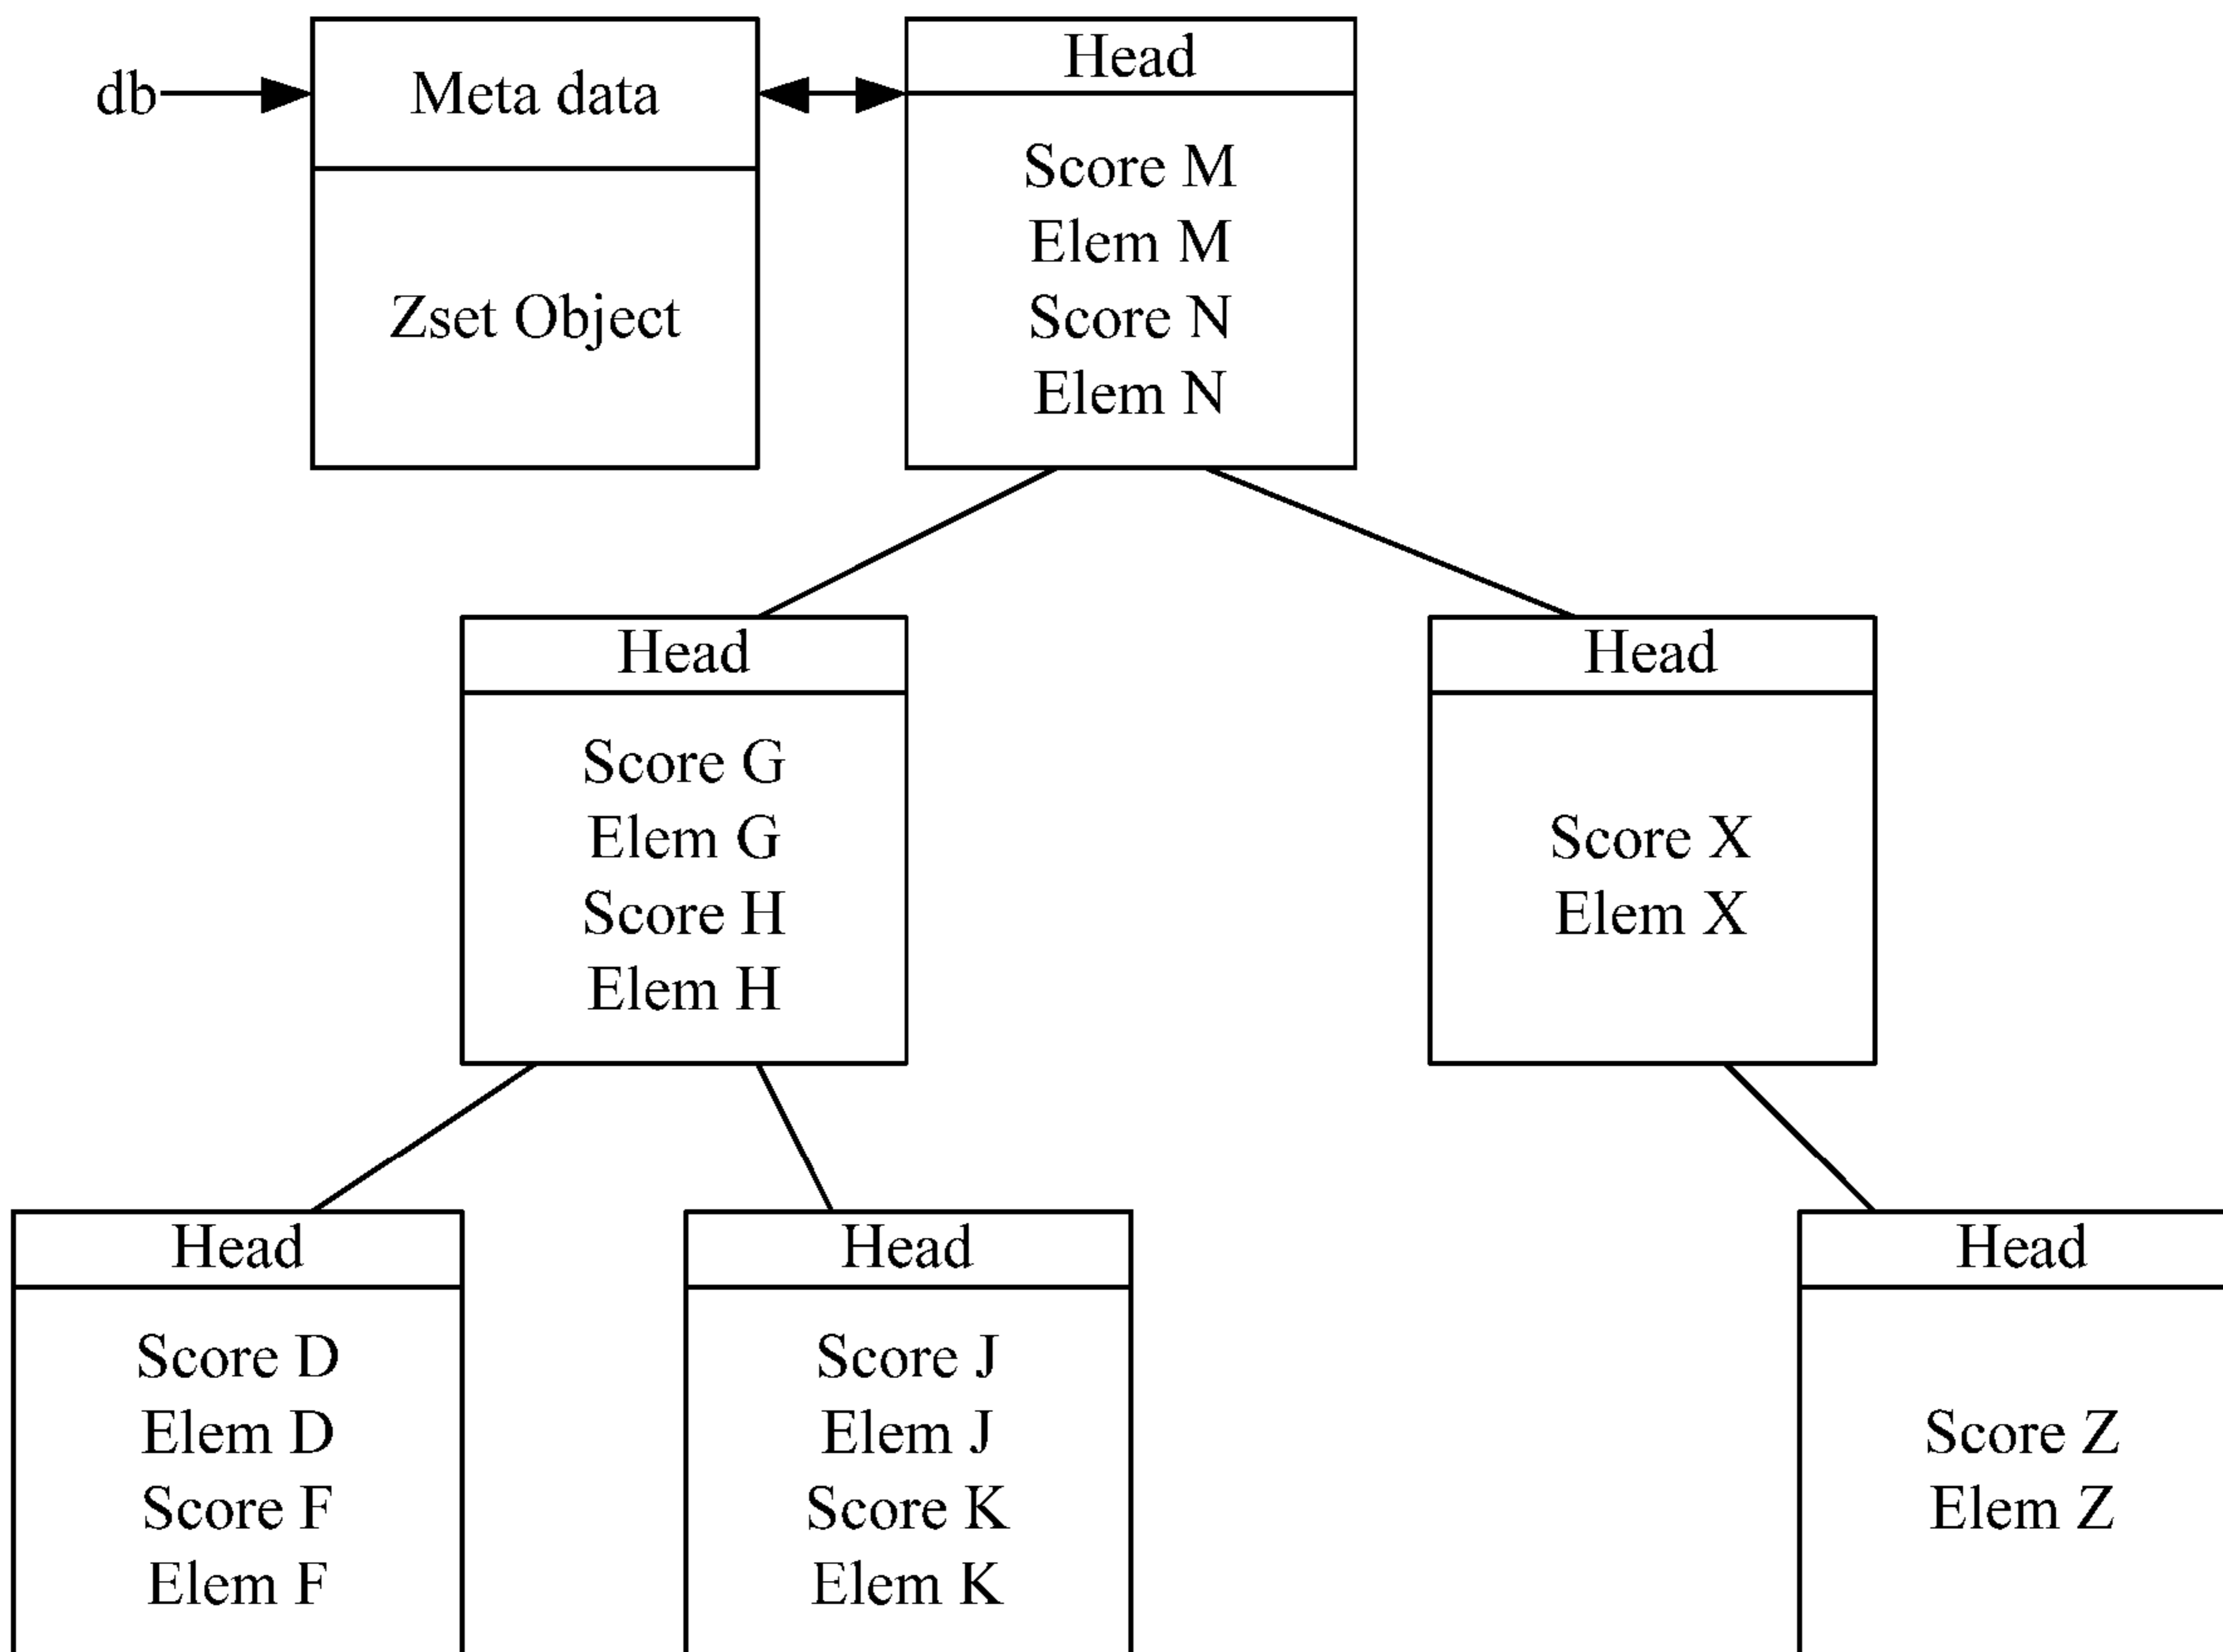 db
Meta data
Zset Object
Head
Score M
Elem M
Score N
Elem N
Head
Score G
Elem G
Score H
Elem H
Head
Score X
Elem X
Head
Score D
Elem D
Score F
Elem F
Head
Score J
Elem J
Score K
Elem K
Head
Score Z
Elem Z